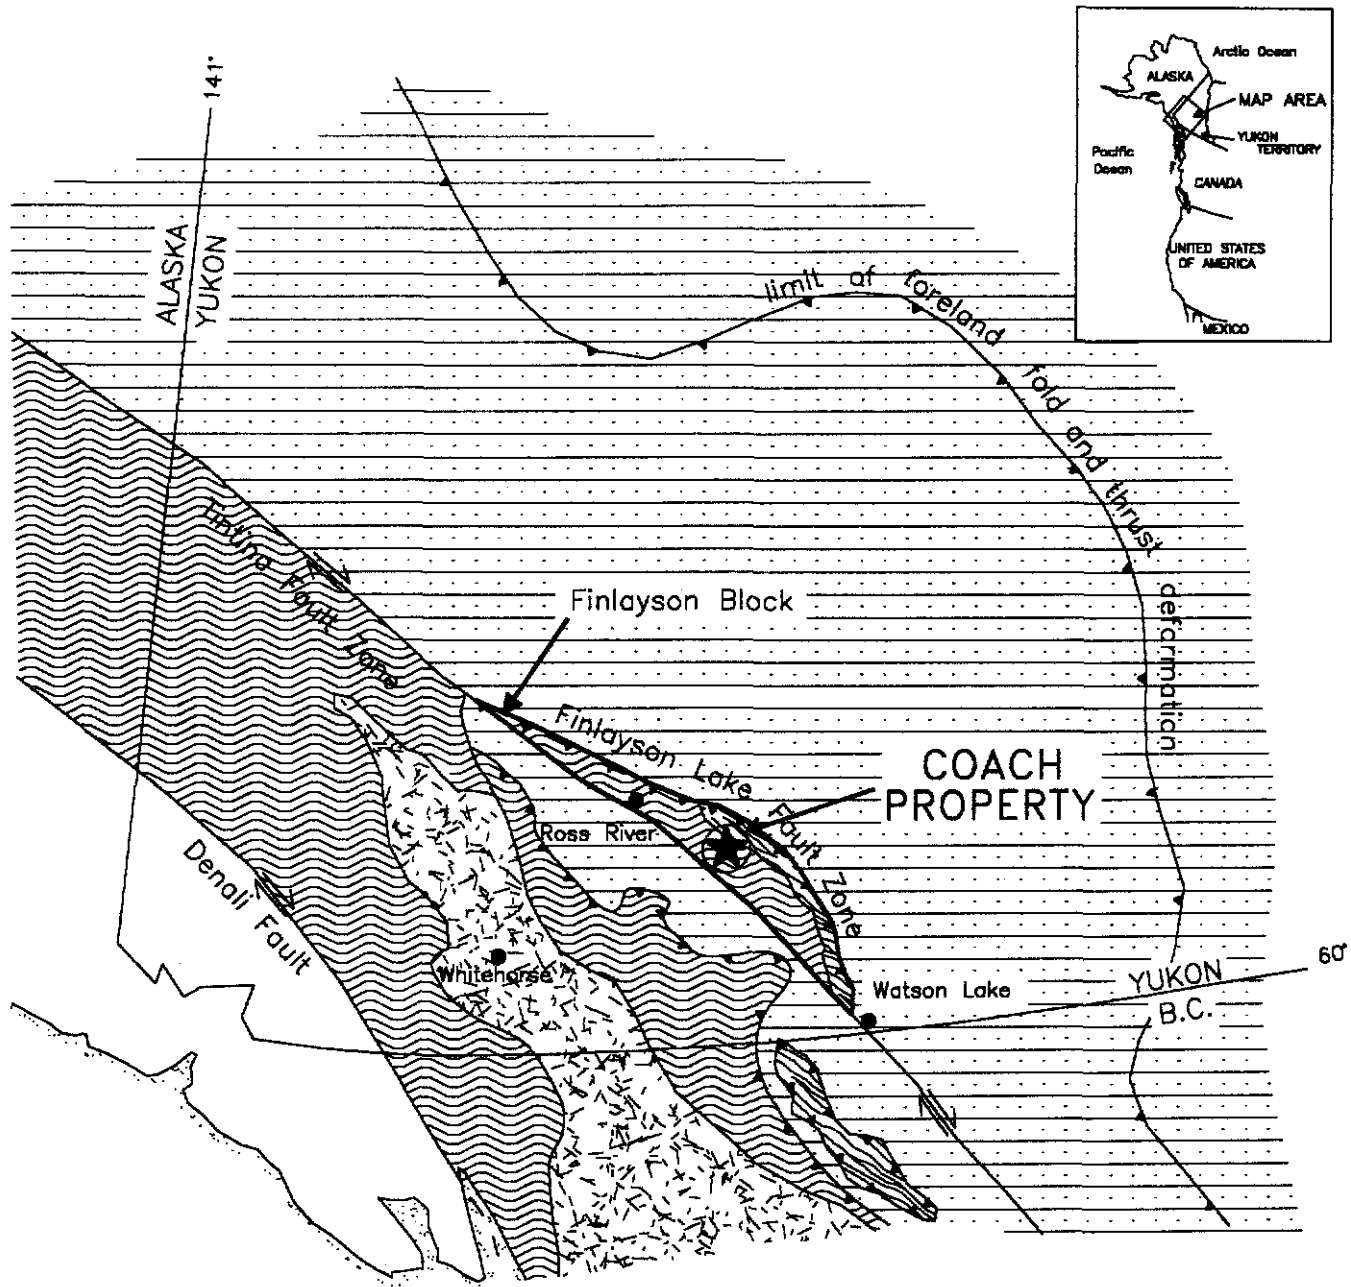 141°
ALASKA
YUKON
Arctic Ocean
ALASKA
MAP AREA
YUKON
TERRITORY
Pacific
Ocean
CANADA
UNITED STATES
OF AMERICA
MEXICO
limit of foreland fold and thrust deformation
Tintina Fault Zone
Finlayson Block
Finlayson Lake Fault Zone
COACH
PROPERTY
Ross River
Denali Fault
Whitehorse
Watson Lake
YUKON
B.C.
60°